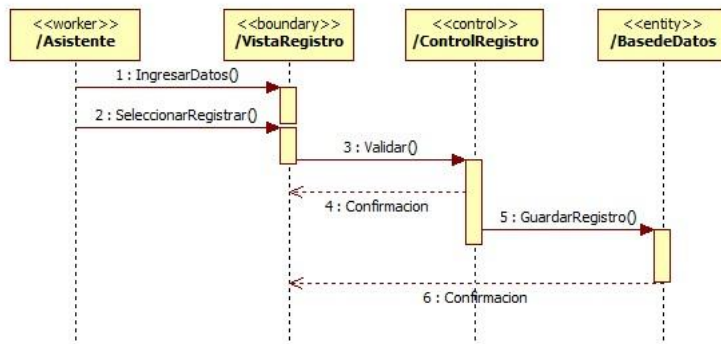 <<worker>>
/Asistente
<<boundary>>
/VistaRegistro
<<control>>
/ControlRegistro
<<entity>>
/BasedeDatos
1 : IngresarDatos()
2 : SeleccionarRegistrar()
3 : Validar()
4 : Confirmacion
5 : GuardarRegistro()
6 : Confirmacion